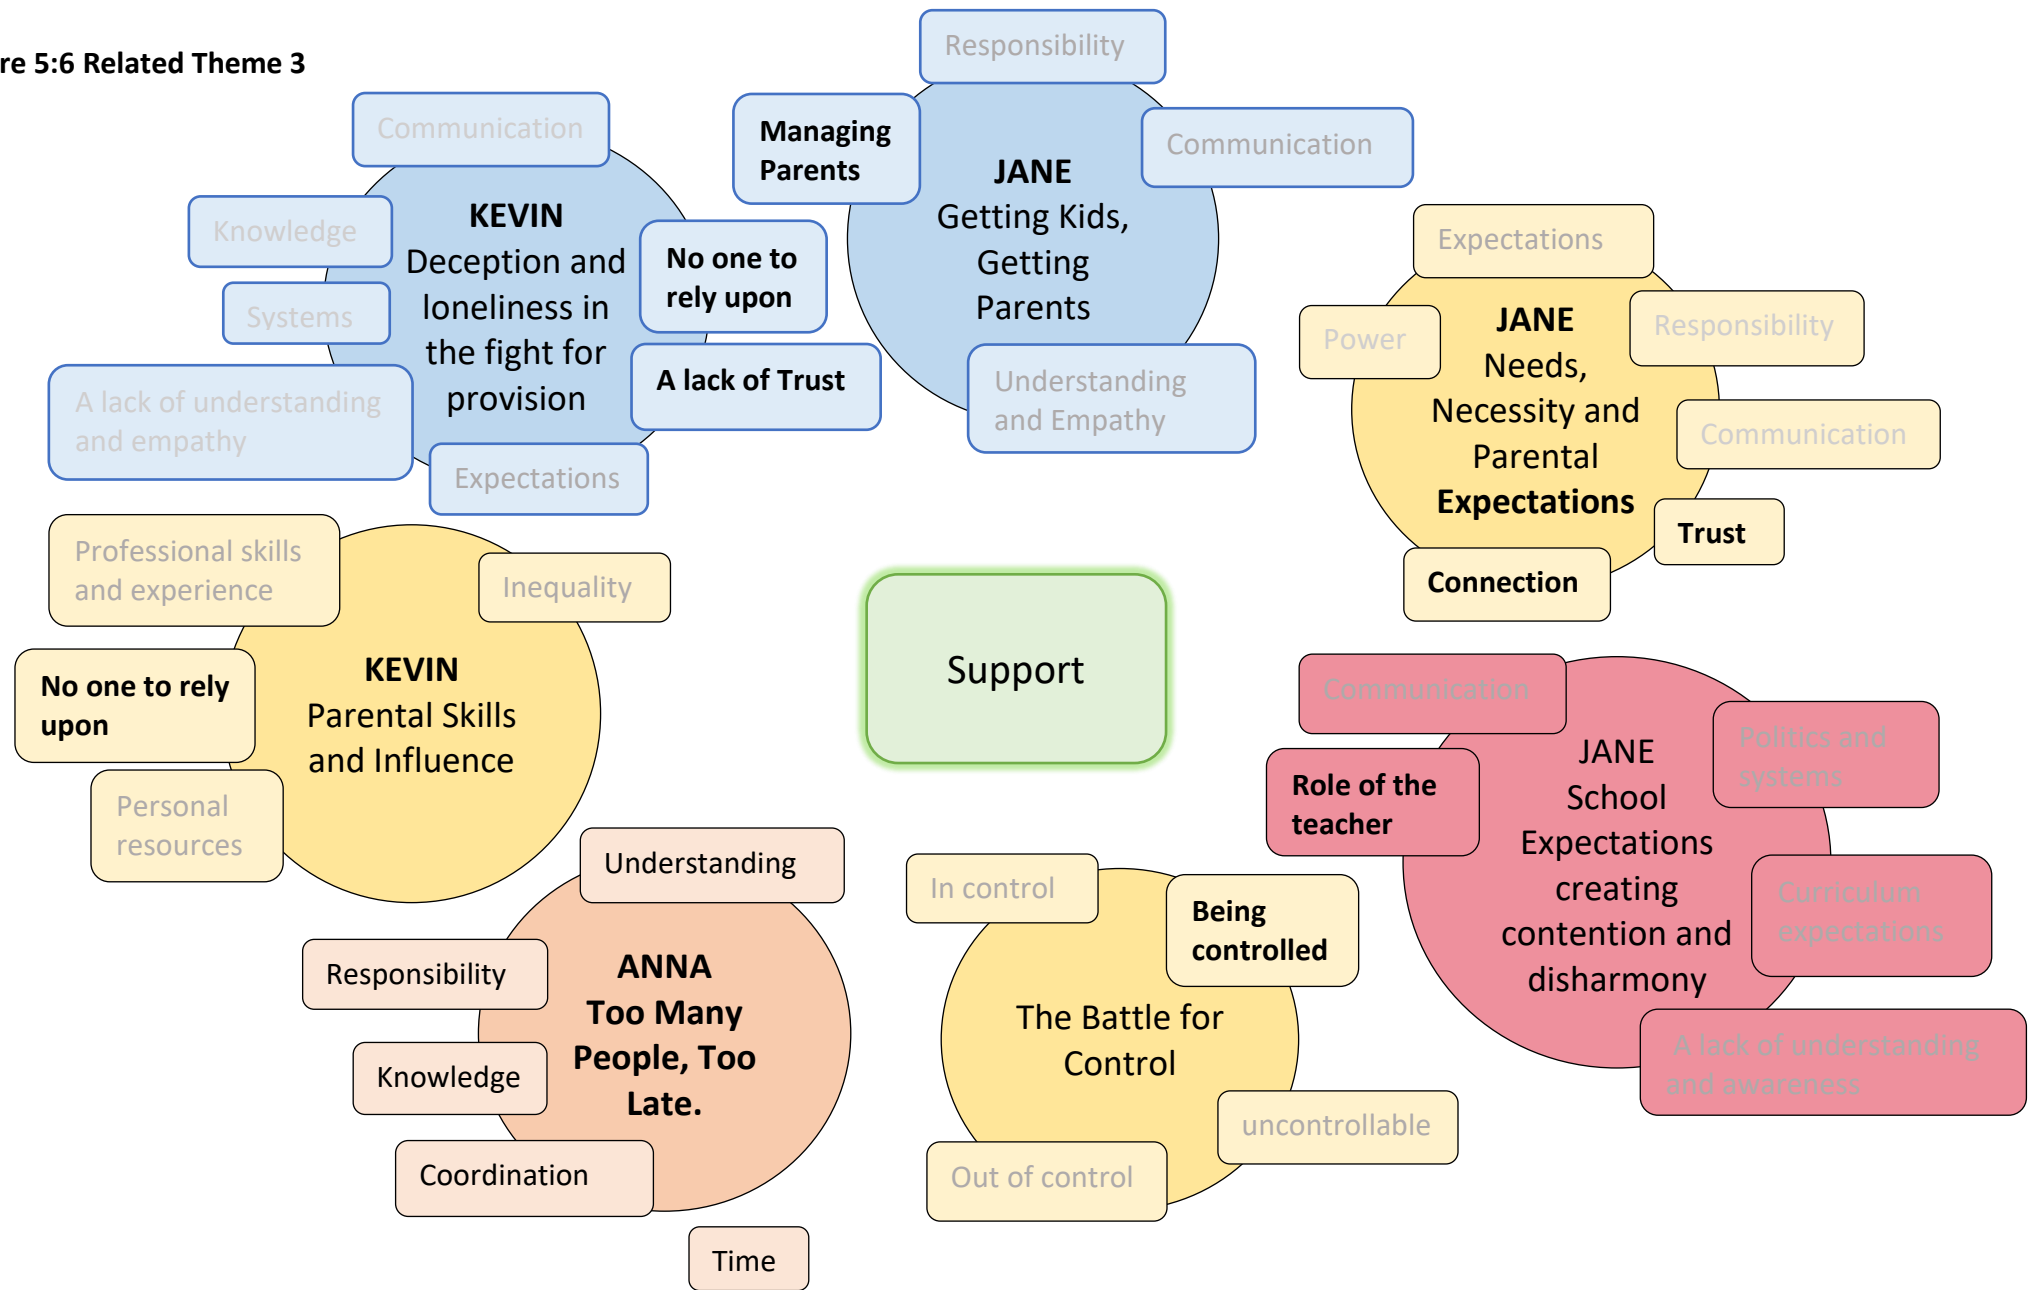 re 5:6 Related Theme 3
Communication
Knowledge
Systems
A lack of understanding
and empathy
KEVIN
Deception and
loneliness in
the fight for
provision
No one to
rely upon
A lack of Trust
Expectations
Responsibility
Managing
Parents
Communication
JANE
Getting Kids,
Getting
Parents
Understanding
and Empathy
Expectations
Power
Responsibility
JANE
Needs,
Necessity and
Parental
Expectations
Communication
Trust
Connection
Professional skills
and experience
Inequality
No one to rely
upon
KEVIN
Parental Skills
and Influence
Personal
resources
Support
Communication
Politics and
systems
Role of the
teacher
JANE
School
Expectations
creating
contention and
disharmony
Curriculum
expectations
A lack of understanding
and awareness
Understanding
Responsibility
Knowledge
ANNA
Too Many
People, Too
Late.
Coordination
Time
In control
Being
controlled
The Battle for
Control
uncontrollable
Out of control